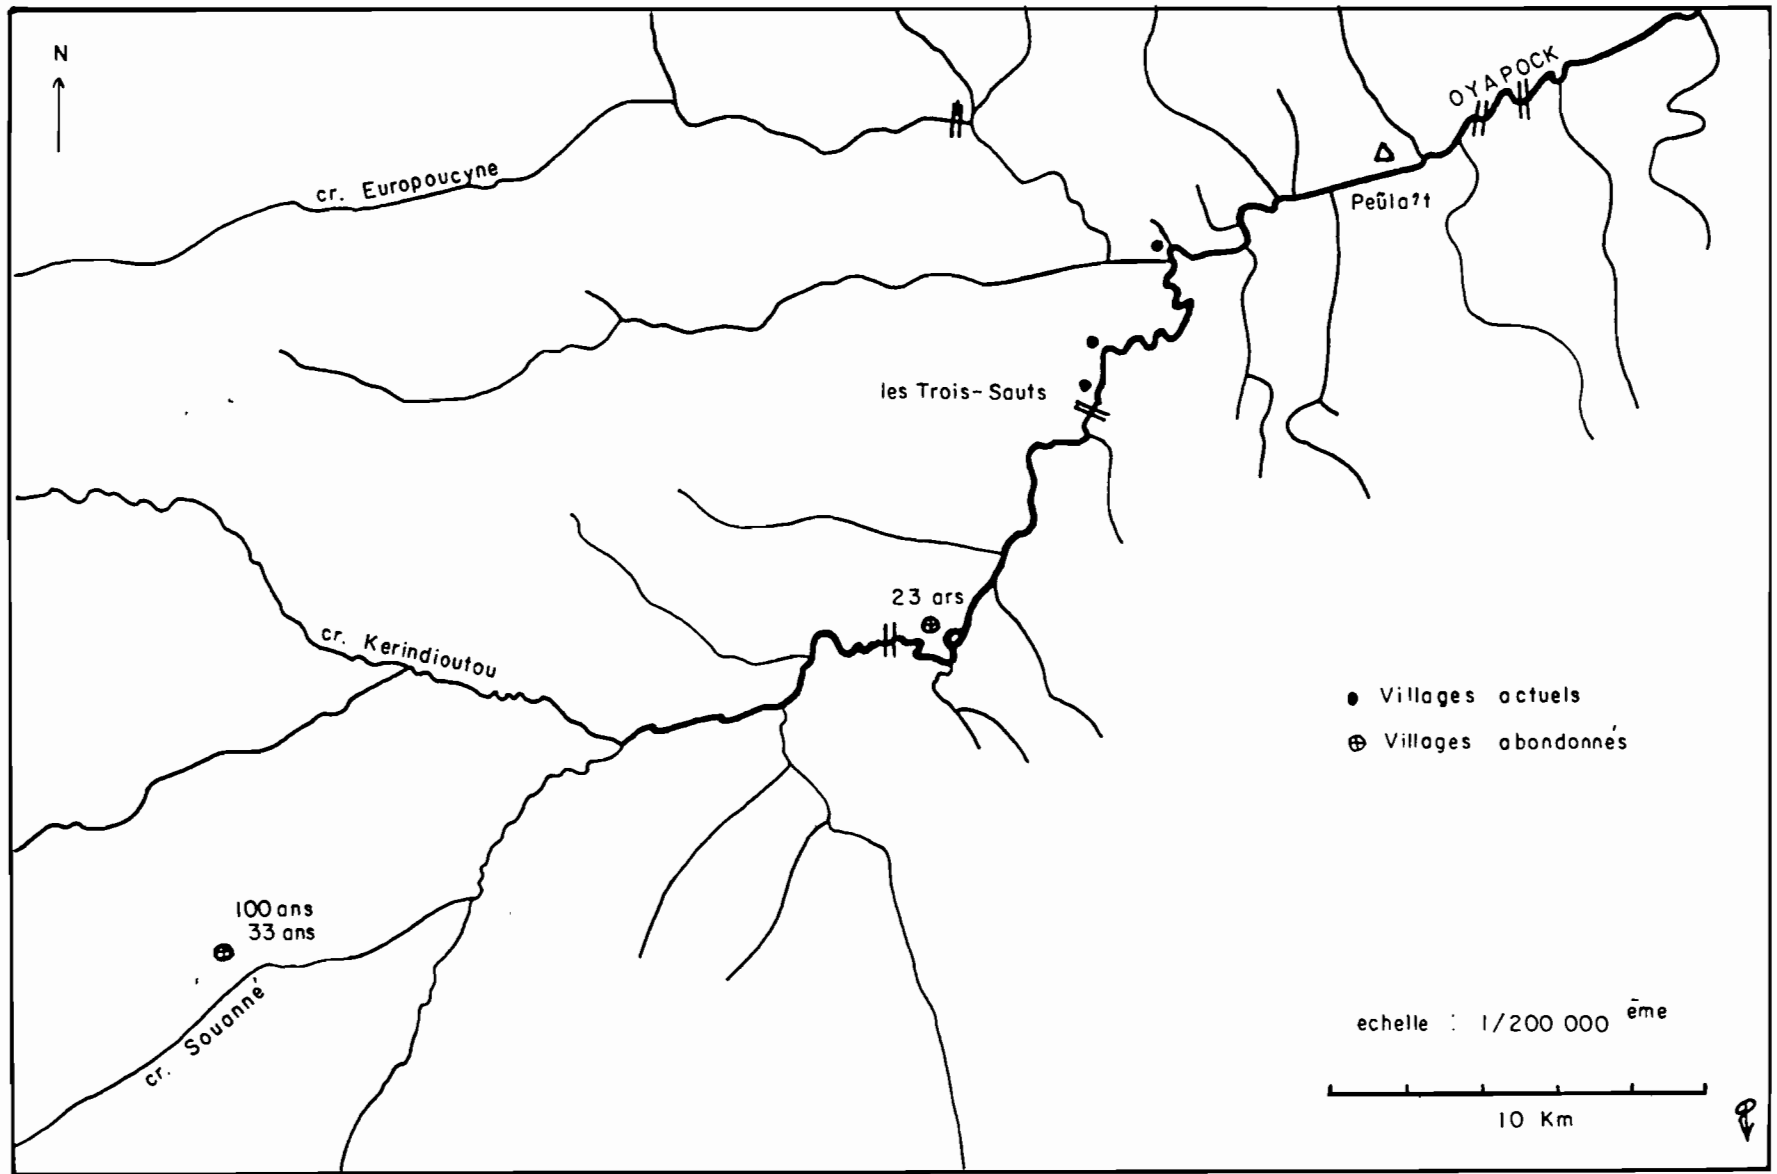 N
OYAPOCK
cr. Europoucyne
Peũla?t
les Trois-Sauts
23 ars
cr. Kerindioutou
Villages actuels
Villages abondonnés
100 ans
33 ans
cr. Souanné
echelle : 1/200 000 ēme
10 Km